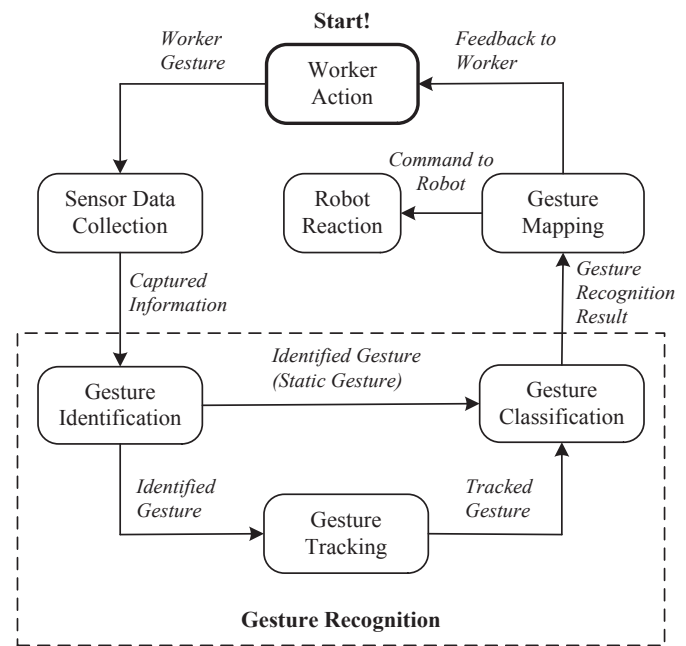 Start!
Worker
Gesture
Worker
Action
Feedback to
Worker
Sensor Data
Collection
Robot
Reaction
Command to
Robot
Gesture
Mapping
Captured
Information
Gesture
Recognition
Result
Gesture
Identification
Identified Gesture
(Static Gesture)
Gesture
Classification
Identified
Gesture
Gesture
Tracking
Tracked
Gesture
Gesture Recognition